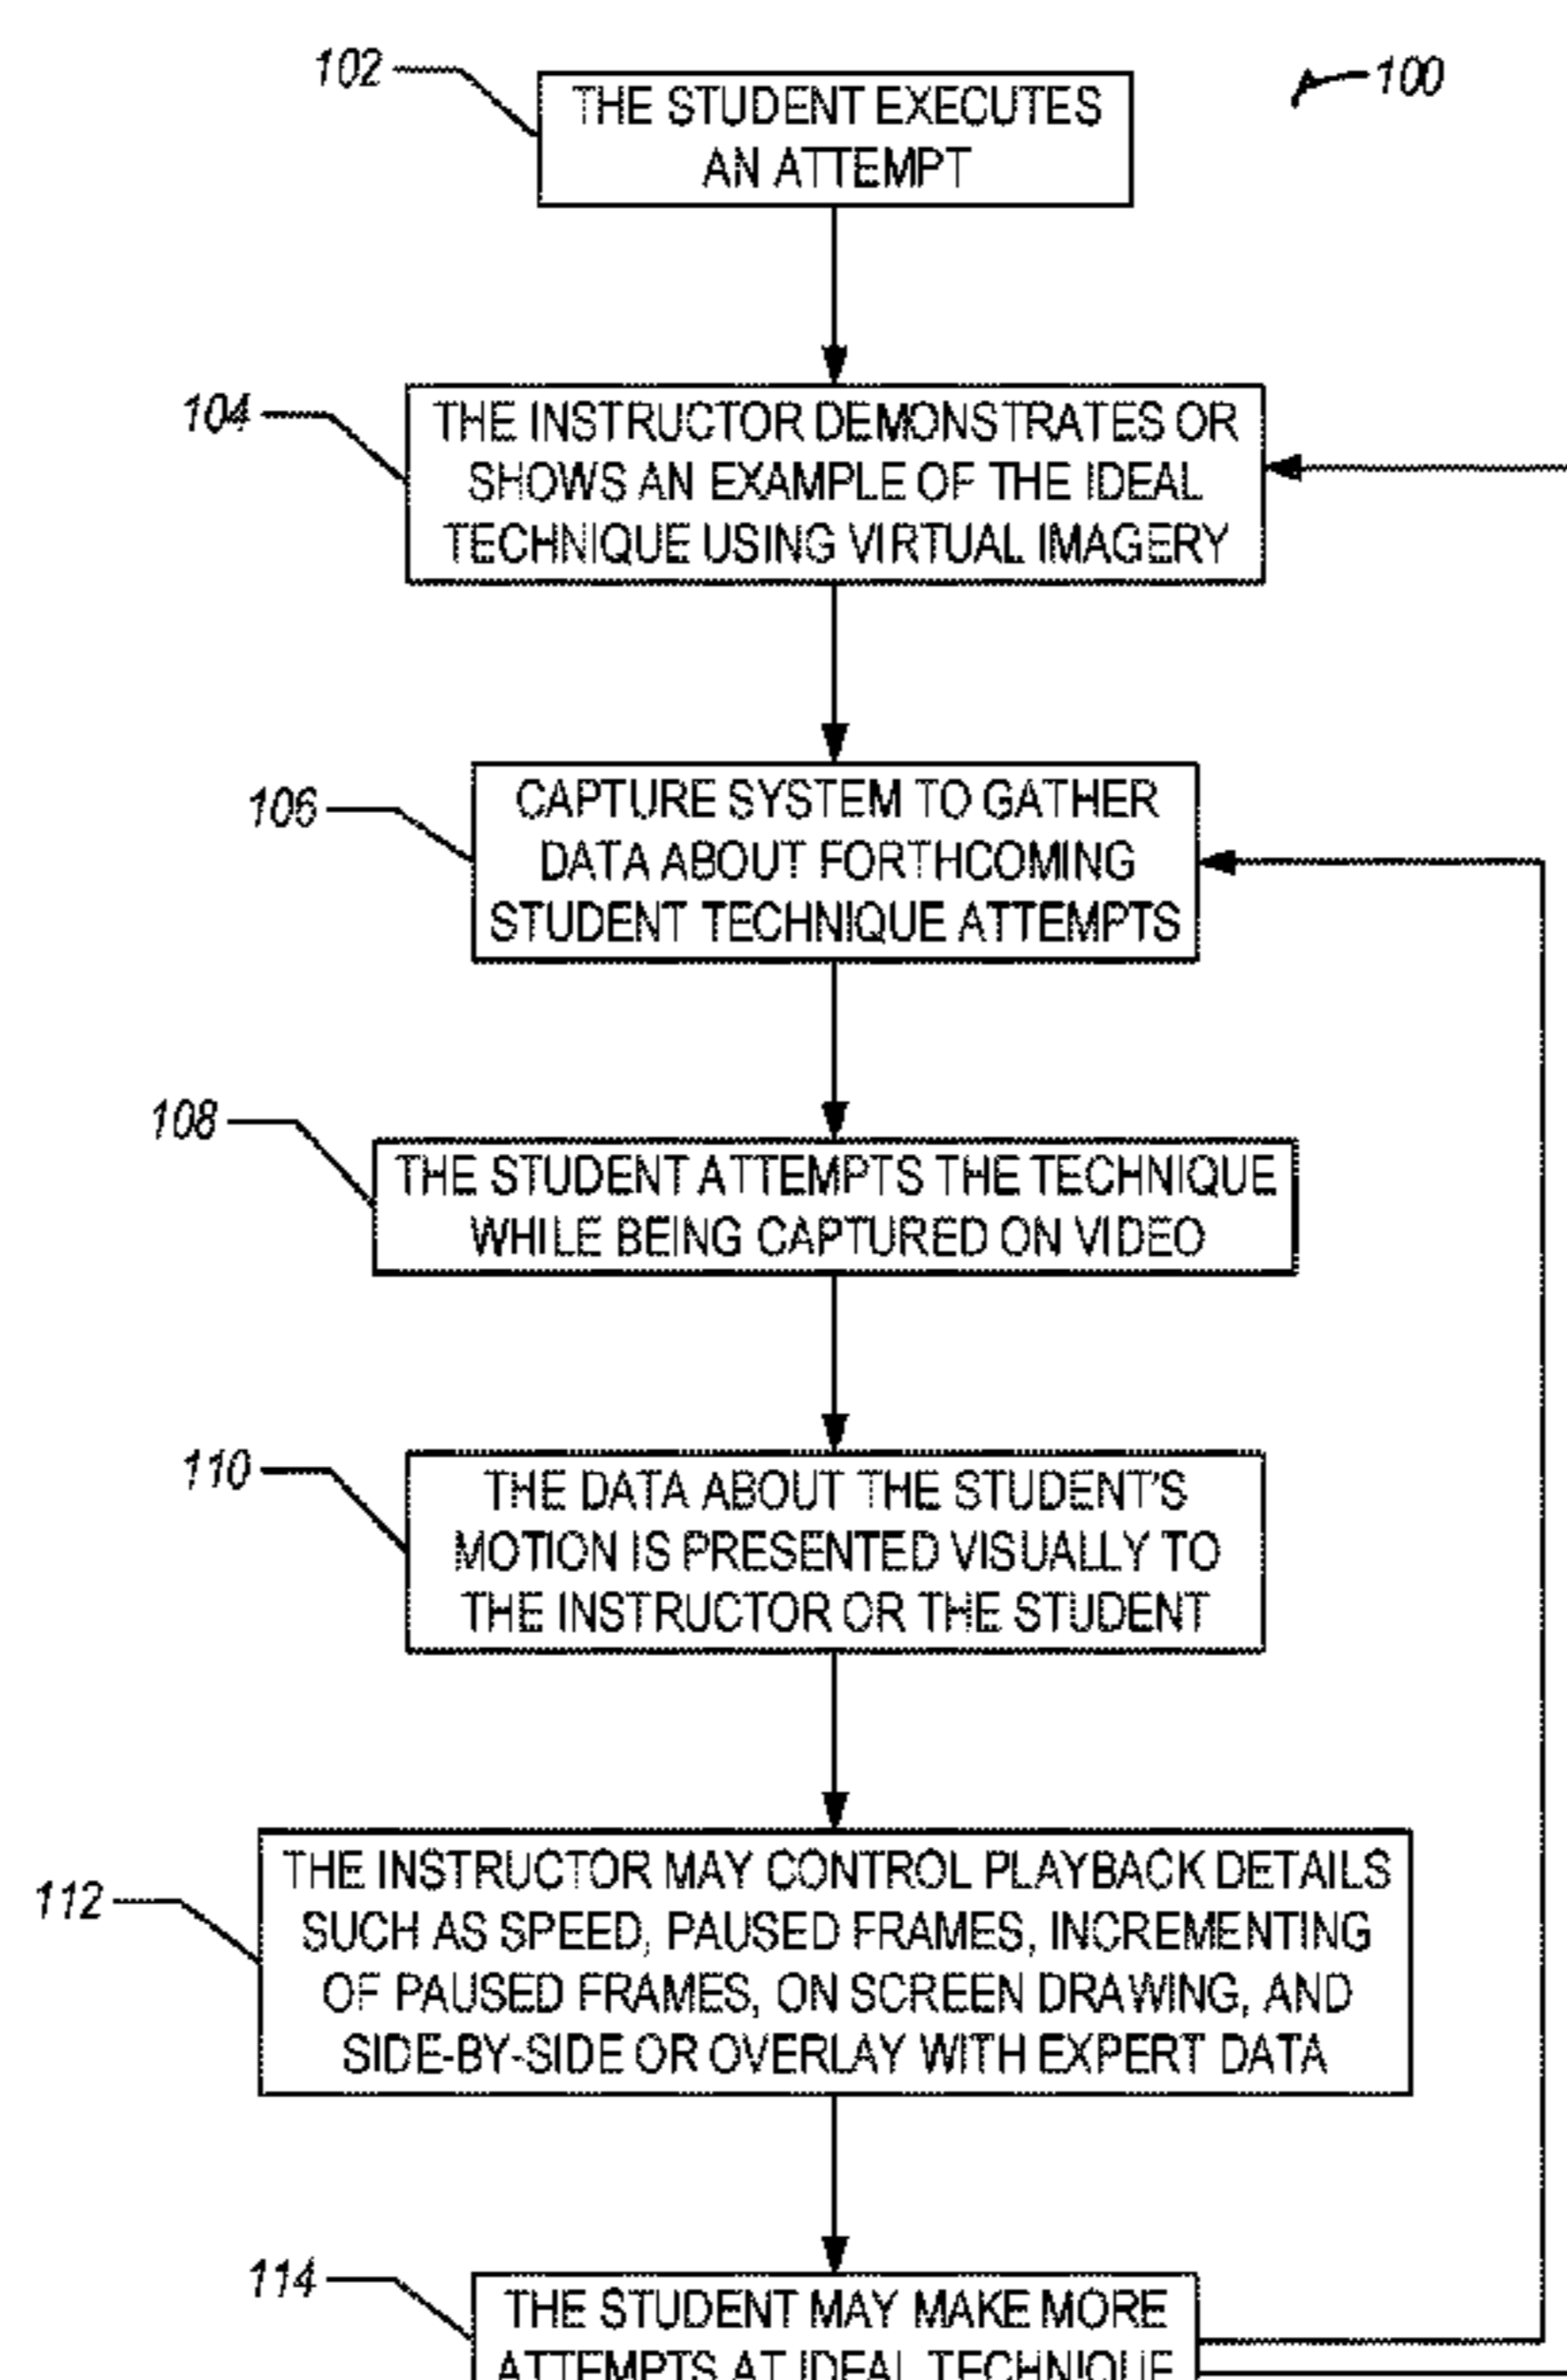 102
THE STUDENT EXECUTES
AN ATTEMPT
100
104
THE INSTRUCTOR DEMONSTRATES OR
SHOWS AN EXAMPLE OF THE IDEAL
TECHNIQUE USING VIRTUAL IMAGERY
106
CAPTURE SYSTEM TO GATHER
DATA ABOUT FORTHCOMING
STUDENT TECHNIQUE ATTEMPTS
108
THE STUDENT ATTEMPTS THE TECHNIQUE
WHILE BEING CAPTURED ON VIDEO
110
THE DATA ABOUT THE STUDENT'S
MOTION IS PRESENTED VISUALLY TO
THE INSTRUCTOR OR THE STUDENT
112
THE INSTRUCTOR MAY CONTROL PLAYBACK DETAILS
SUCH AS SPEED, PAUSED FRAMES, INCREMENTING
OF PAUSED FRAMES, ON SCREEN DRAWING, AND
SIDE-BY-SIDE OR OVERLAY WITH EXPERT DATA
114
THE STUDENT MAY MAKE MORE
ATTEMPTS AT IDEAL TECHNIQUE